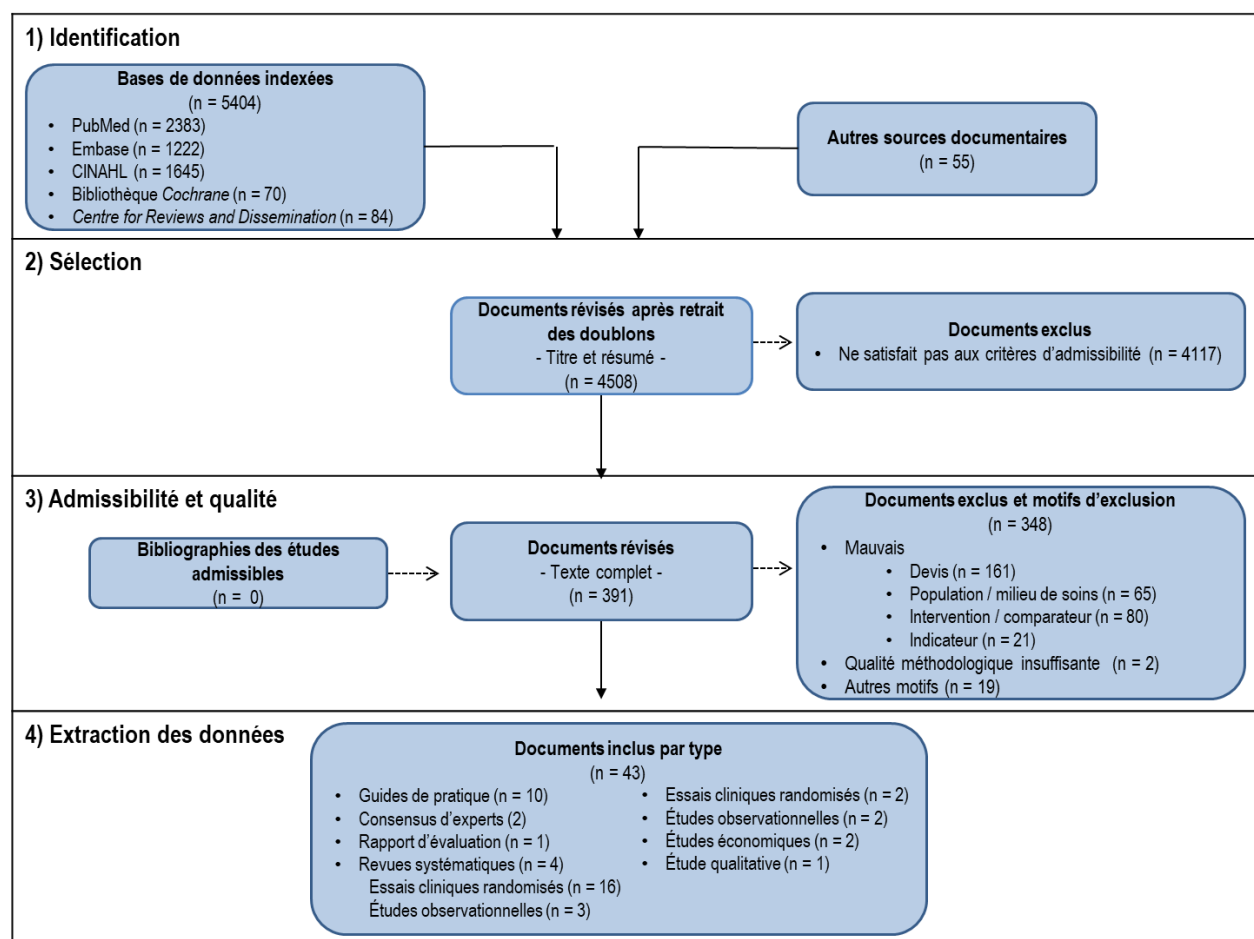 1) Identification
Bases de données indexées
(n = 5404)
• PubMed (n = 2383)
• Embase (n = 1222)
• CINAHL (n = 1645)
• Bibliothèque Cochrane (n = 70)
• Centre for Reviews and Dissemination (n = 84)
Autres sources documentaires
(n = 55)
2) Sélection
Documents révisés après retrait
des doublons
- Titre et résumé -
(n = 4508)
Documents exclus
• Ne satisfait pas aux critères d’admissibilité (n = 4117)
3) Admissibilité et qualité
Bibliographies des études
admissibles
(n = 0)
Documents révisés
- Texte complet -
(n = 391)
Documents exclus et motifs d’exclusion
(n = 348)
• Mauvais
• Devis (n = 161)
• Population / milieu de soins (n = 65)
• Intervention / comparateur (n = 80)
• Indicateur (n = 21)
• Qualité méthodologique insuffisante (n = 2)
• Autres motifs (n = 19)
4) Extraction des données
Documents inclus par type
(n = 43)
• Guides de pratique (n = 10)
• Consensus d’experts (2)
• Rapport d’évaluation (n = 1)
• Revues systématiques (n = 4)
Essais cliniques randomisés (n = 16)
Études observationnelles (n = 3)
• Essais cliniques randomisés (n = 2)
• Études observationnelles (n = 2)
• Études économiques (n = 2)
• Étude qualitative (n = 1)